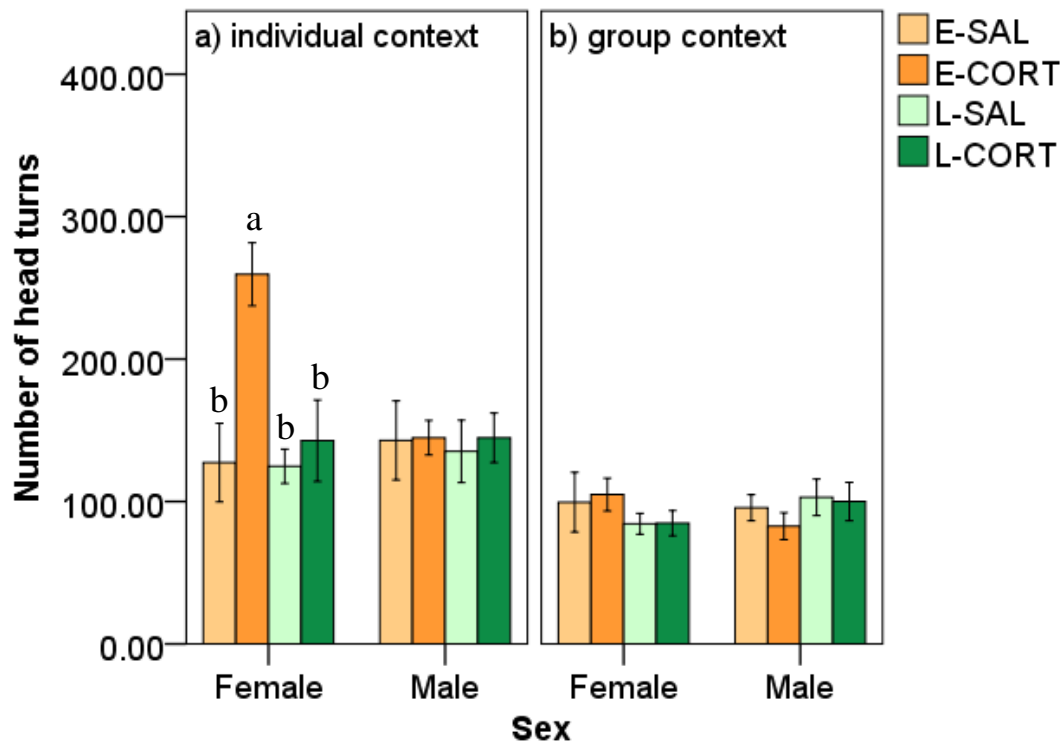 a) individual context
b) group context
E-SAL
E-CORT
L-SAL
L-CORT
Number of head turns
400.00
300.00
200.00
100.00
0.00
a
b
b
b
Female
Male
Female
Male
Sex